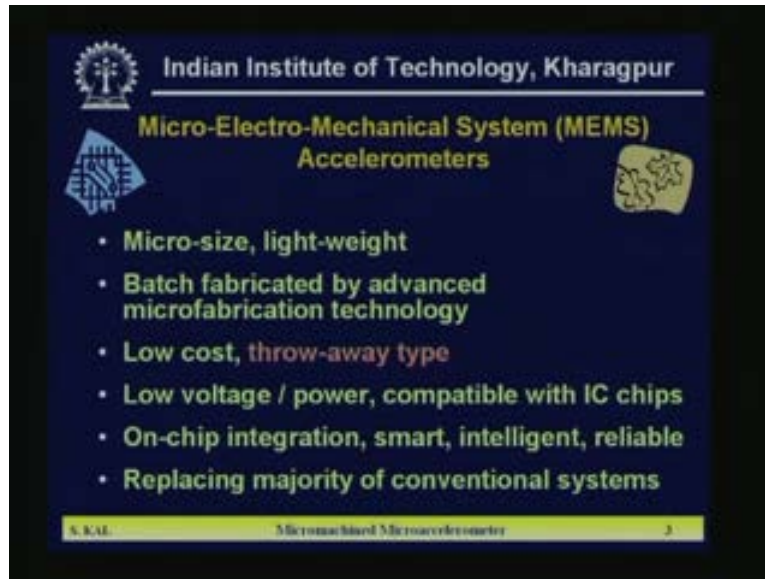 Indian Institute of Technology, Kharagpur
Micro-Electro-Mechanical System (MEMS)
Accelerometers
• Micro-size, light-weight
• Batch fabricated by advanced
microfabrication technology
• Low cost, throw-away type
• Low voltage / power, compatible with IC chips
• On-chip integration, smart, intelligent, reliable
• Replacing majority of conventional systems
S. KAL Micromachined Microaccelerometer 3